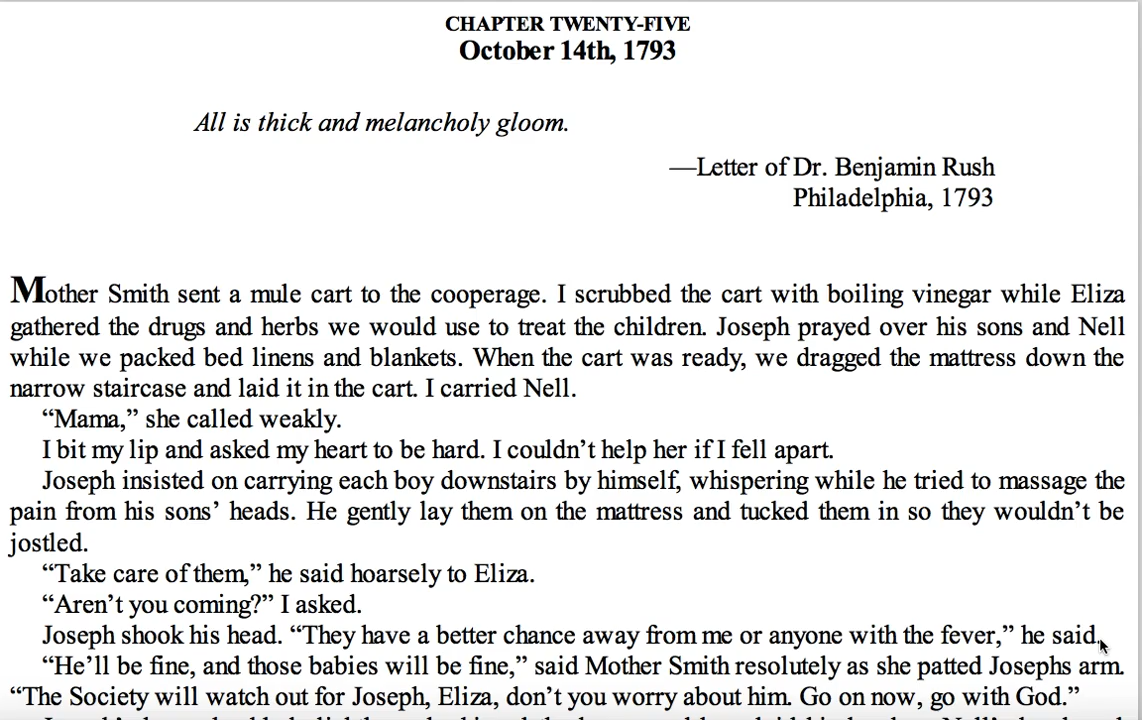 CHAPTER TWENTY-FIVE
October 14th, 1793
All is thick and melancholy gloom.
—Letter of Dr. Benjamin Rush
Philadelphia, 1793
Mother Smith sent a mule cart to the cooperage. I scrubbed the cart with boiling vinegar while Eliza
gathered the drugs and herbs we would use to treat the children. Joseph prayed over his sons and Nell
while we packed bed linens and blankets. When the cart was ready, we dragged the mattress down the
narrow staircase and laid it in the cart. I carried Nell.
“Mama,” she called weakly.
I bit my lip and asked my heart to be hard. I couldn’t help her if I fell apart.
Joseph insisted on carrying each boy downstairs by himself, whispering while he tried to massage the
pain from his sons’ heads. He gently lay them on the mattress and tucked them in so they wouldn’t be
jostled.
“Take care of them,” he said hoarsely to Eliza.
“Aren’t you coming?” I asked.
Joseph shook his head. “They have a better chance away from me or anyone with the fever,” he said.
“He’ll be fine, and those babies will be fine,” said Mother Smith resolutely as she patted Josephs arm.
“The Society will watch out for Joseph, Eliza, don’t you worry about him. Go on now, go with God.”